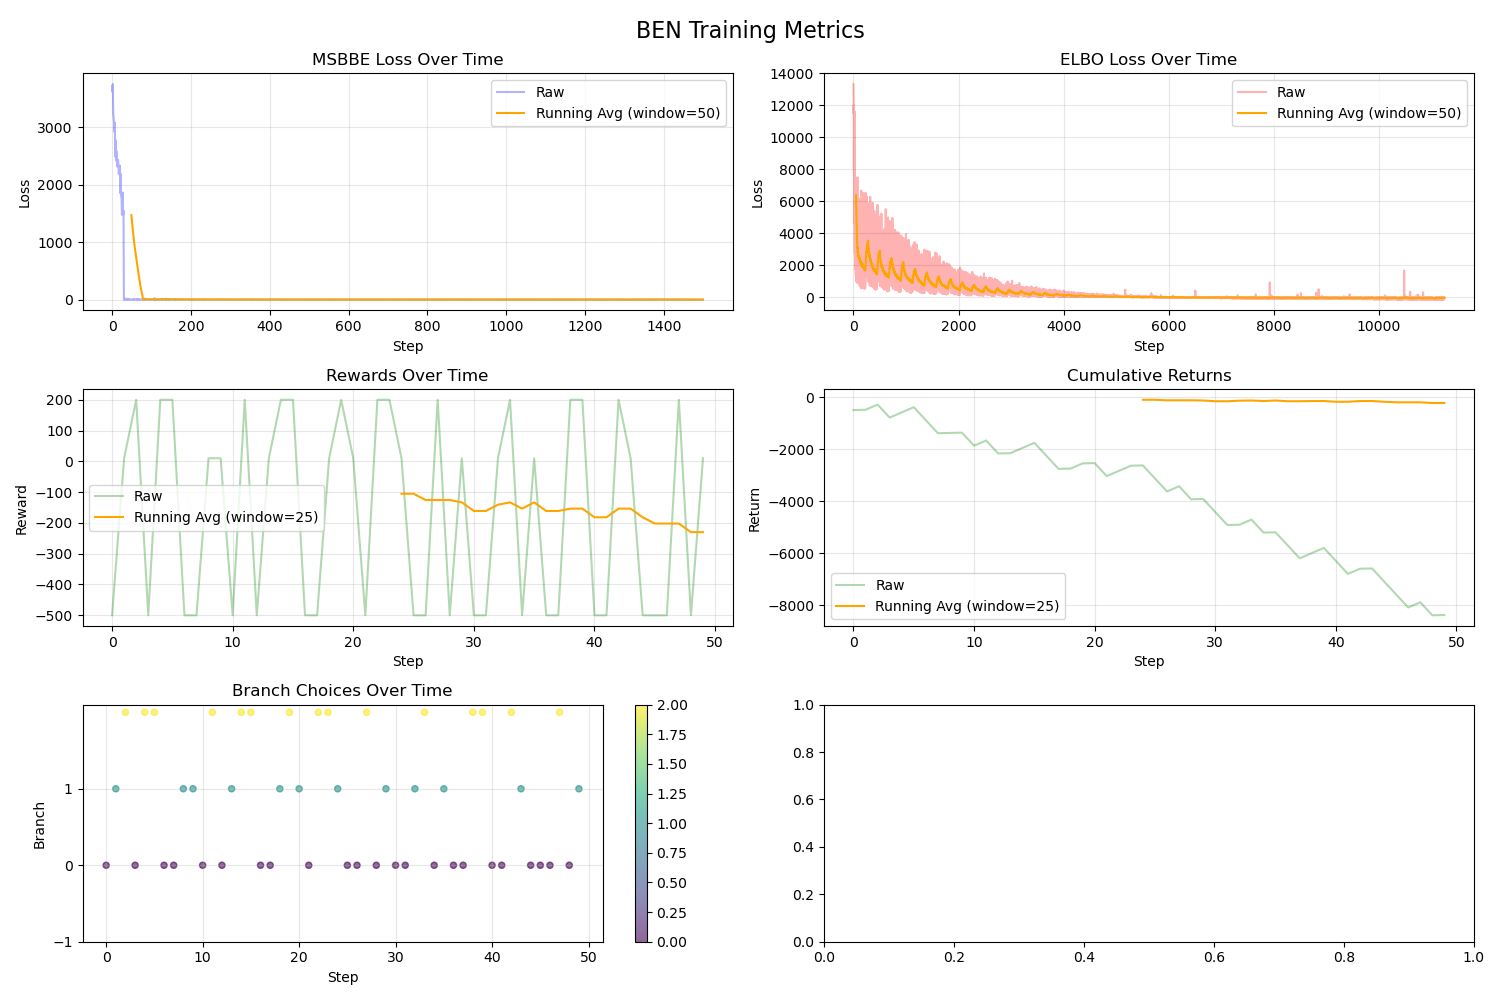 BEN Training Metrics
MSBBE Loss Over Time
Loss
3000
2000
1000
0
Raw
Running Avg (window=50)
0 200 400 600 800 1000 1200 1400
Step
ELBO Loss Over Time
Loss
14000
12000
10000
8000
6000
4000
2000
0
Raw
Running Avg (window=50)
0 2000 4000 6000 8000 10000
Step
Rewards Over Time
Reward
200
100
0
−100
−200
−300
−400
−500
Raw
Running Avg (window=25)
0 10 20 30 40 50
Step
Cumulative Returns
Return
0
−2000
−4000
−6000
−8000
Raw
Running Avg (window=25)
0 10 20 30 40 50
Step
Branch Choices Over Time
Branch
1
0
−1
0 10 20 30 40 50
Step
2.00
1.75
1.50
1.25
1.00
0.75
0.50
0.25
0.00
1.0
0.8
0.6
0.4
0.2
0.0
0.0 0.2 0.4 0.6 0.8 1.0